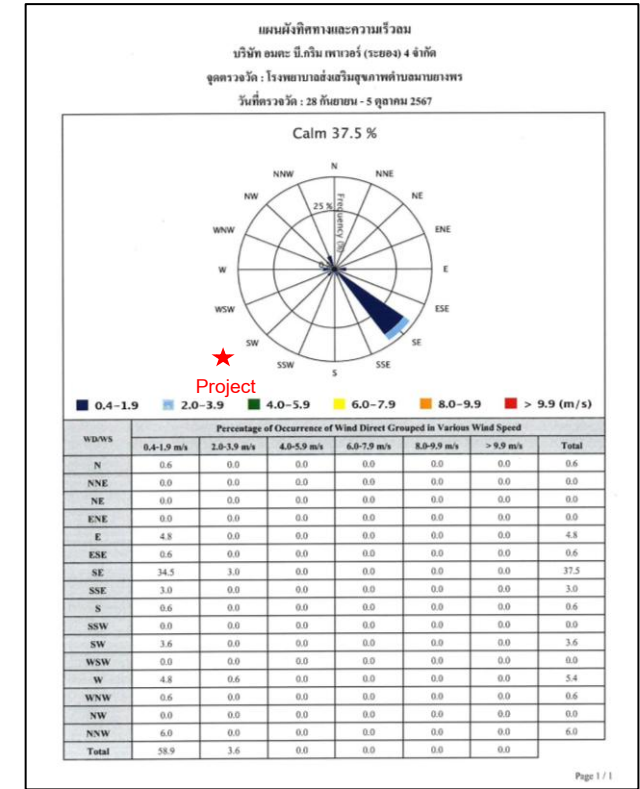 แผนผังทิศทางและความเร็วลม
บริษัท อมตะ บี.กริม เพาเวอร์ (ระยอง) 4 จำกัด
จุดตรวจวัด : โรงพยาบาลส่งเสริมสุขภาพตำบลมาบยางพร
วันที่ตรวจวัด : 28 กันยายน - 5 ตุลาคม 2567
Calm 37.5 %
N
NNW NNE
NW NE
25 %
Frequency (%)
WNW ENE
W 0 E
WSW ESE
SW SE
SSW SSE
S
Project
0.4-1.9 2.0-3.9 4.0-5.9 6.0-7.9 8.0-9.9 > 9.9 (m/s)
WD/WS Percentage of Occurrence of Wind Direct Grouped in Various Wind Speed
0.4-1.9 m/s 2.0-3.9 m/s 4.0-5.9 m/s 6.0-7.9 m/s 8.0-9.9 m/s > 9.9 m/s Total
N 0.6 0.0 0.0 0.0 0.0 0.0 0.6
NNE 0.0 0.0 0.0 0.0 0.0 0.0 0.0
NE 0.0 0.0 0.0 0.0 0.0 0.0 0.0
ENE 0.0 0.0 0.0 0.0 0.0 0.0 0.0
E 4.8 0.0 0.0 0.0 0.0 0.0 4.8
ESE 0.6 0.0 0.0 0.0 0.0 0.0 0.6
SE 34.5 3.0 0.0 0.0 0.0 0.0 37.5
SSE 3.0 0.0 0.0 0.0 0.0 0.0 3.0
S 0.6 0.0 0.0 0.0 0.0 0.0 0.6
SSW 0.0 0.0 0.0 0.0 0.0 0.0 0.0
SW 3.6 0.0 0.0 0.0 0.0 0.0 3.6
WSW 0.0 0.0 0.0 0.0 0.0 0.0 0.0
W 4.8 0.6 0.0 0.0 0.0 0.0 5.4
WNW 0.6 0.0 0.0 0.0 0.0 0.0 0.6
NW 0.0 0.0 0.0 0.0 0.0 0.0 0.0
NNW 6.0 0.0 0.0 0.0 0.0 0.0 6.0
Total 58.9 3.6 0.0 0.0 0.0 0.0
Page 1 / 1